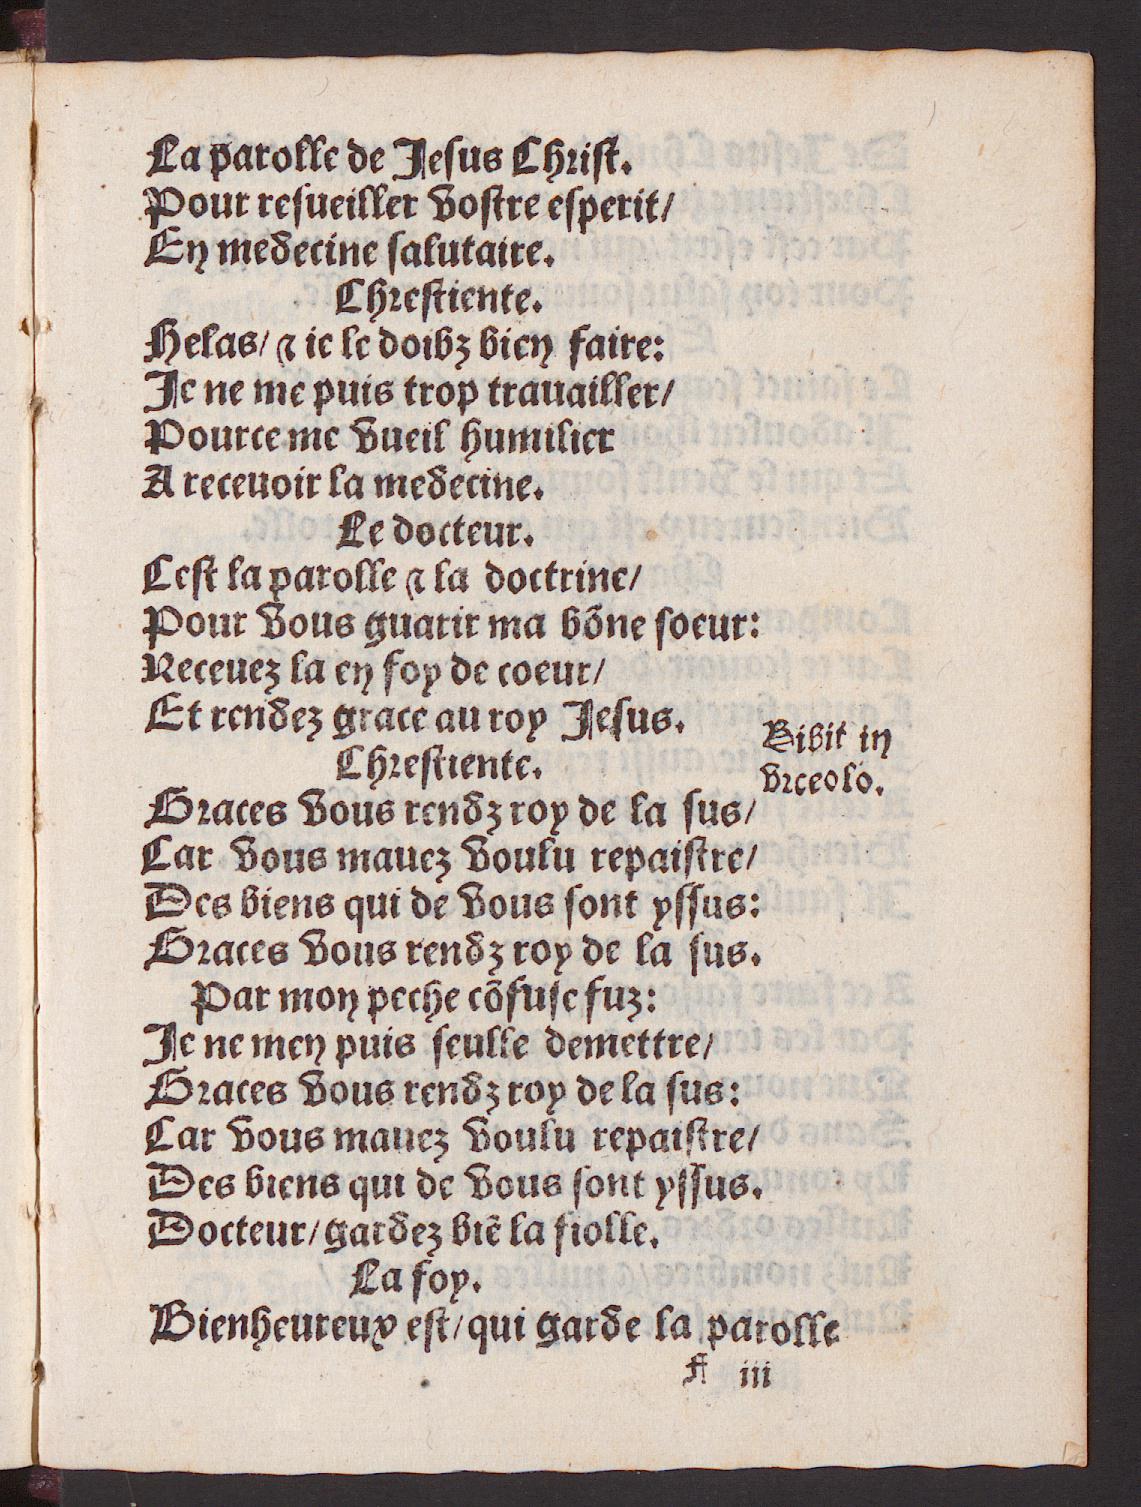 La parolle de Jesus Christ.
Pour resueiller vostre esperit/
En medecine salutaire.
Chrestiente.
Helas/ ⁊ ie le doibz bien faire:
Je ne me puis trop trauailler/
Pource me vueil humilier
A receuoir la medecine.
Le docteur.
Cest la parolle ⁊ la doctrine/
Pour vous guarir ma bõne soeur:
Receuez la en foy de coeur/
Et rendez grace au roy Jesus.
Bibit in
vrceolo.
Chrestiente.
Graces vous rendz roy de la sus/
Car vous mauez voulu repaistre/
Des biens qui de vous sont yssus:
Graces vous rendz roy de la sus.
Par mon peche cõfuse fuz:
Je ne men puis seulle demettre/
Graces vous rendz roy de la sus:
Car vous mauez voulu repaistre/
Des biens qui de vous sont yssus.
Docteur/ gardez biẽ la fiolle.
La foy.
Bienheureux est/ qui garde la parolle
A iii